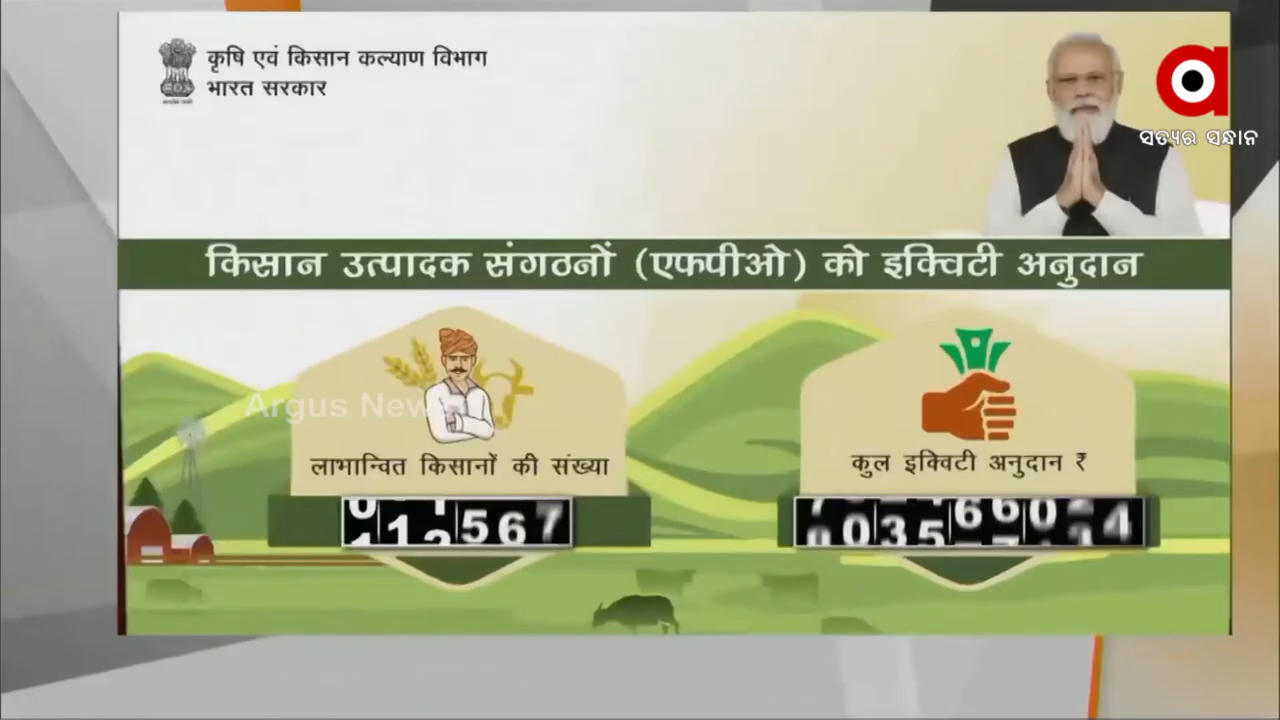 कृषि एवं किसान कल्याण विभाग
भारत सरकार
ସତ୍ୟର ସନ୍ଧାନ
किसान उत्पादक संगठनों (एफपीओ) को इक्विटी अनुदान
Argus News
लाभान्वित किसानों की संख्या
कुल इक्विटी अनुदान ₹